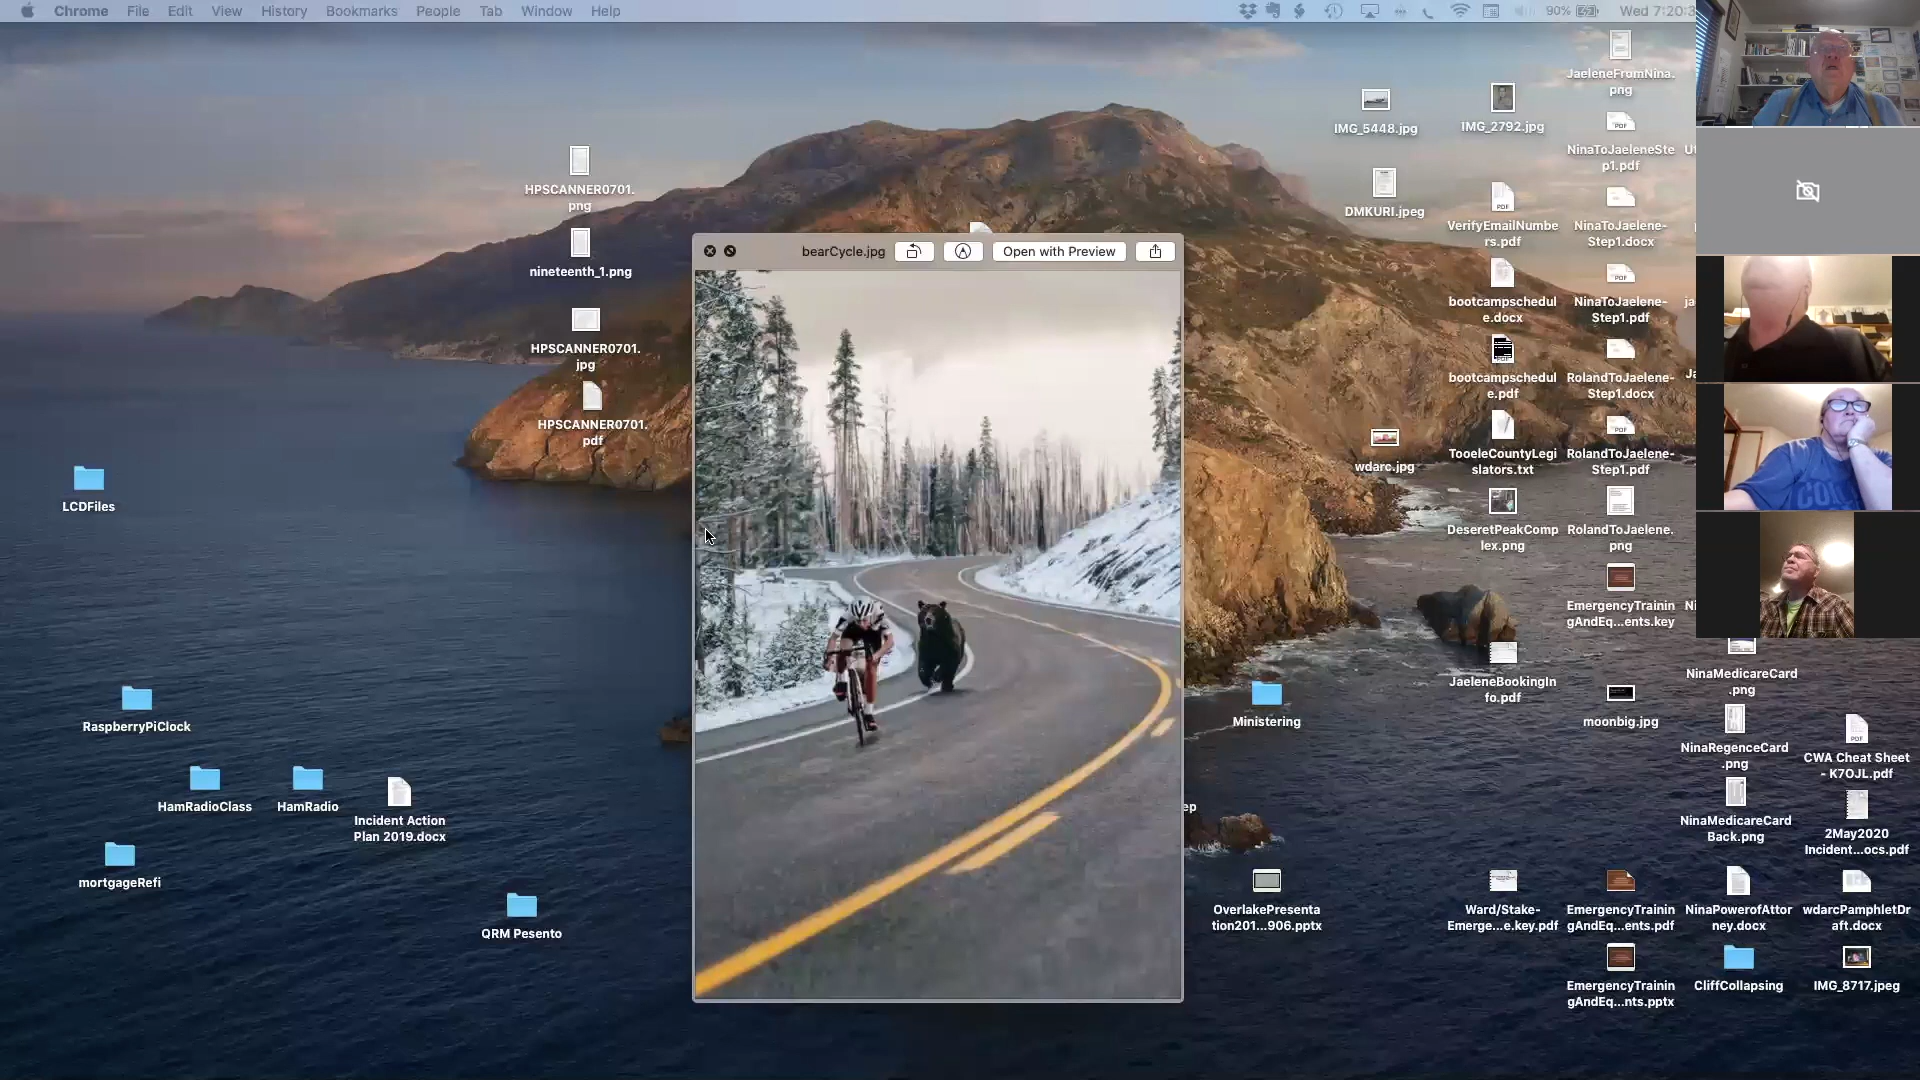 Chrome File Edit View History Bookmarks People Tab Window Help
90% Wed 7:20:3
HPSCANNER0701.
png
nineteenth_1.png
HPSCANNER0701.
jpg
HPSCANNER0701.
pdf
LCDFiles
RaspberryPiClock
HamRadioClass
HamRadio
Incident Action
Plan 2019.docx
mortgageRefi
QRM Pesento
bearCycle.jpg
Open with Preview
IMG_5448.jpg
DMKURI.jpeg
wdarc.jpg
Ministering
ep
OverlakePresenta
tion201...906.pptx
IMG_2792.jpg
VerifyEmailNumbe
rs.pdf
bootcampschedul
e.docx
bootcampschedul
e.pdf
TooeleCountyLegi
slators.txt
DeseretPeakComp
lex.png
JaeleneBookingIn
fo.pdf
Ward/Stake-
Emerge...e.key.pdf
JaeleneFromNina.
png
NinaToJaeleneSte
p1.pdf
NinaToJaelene-
Step1.docx
NinaToJaelene-
Step1.pdf
RolandToJaelene-
Step1.docx
RolandToJaelene-
Step1.pdf
RolandToJaelene.
png
EmergencyTrainin
gAndEq...ents.key
moonbig.jpg
EmergencyTrainin
gAndEq...ents.pdf
EmergencyTrainin
gAndEq...nts.pptx
Ut
ja
Ja
Ni
NinaMedicareCard
.png
NinaRegenceCard
.png
NinaMedicareCard
Back.png
NinaPowerofAttor
ney.docx
CliffCollapsing
CWA Cheat Sheet
- K7OJL.pdf
2May2020
Incident...ocs.pdf
wdarcPamphletDr
aft.docx
IMG_8717.jpeg